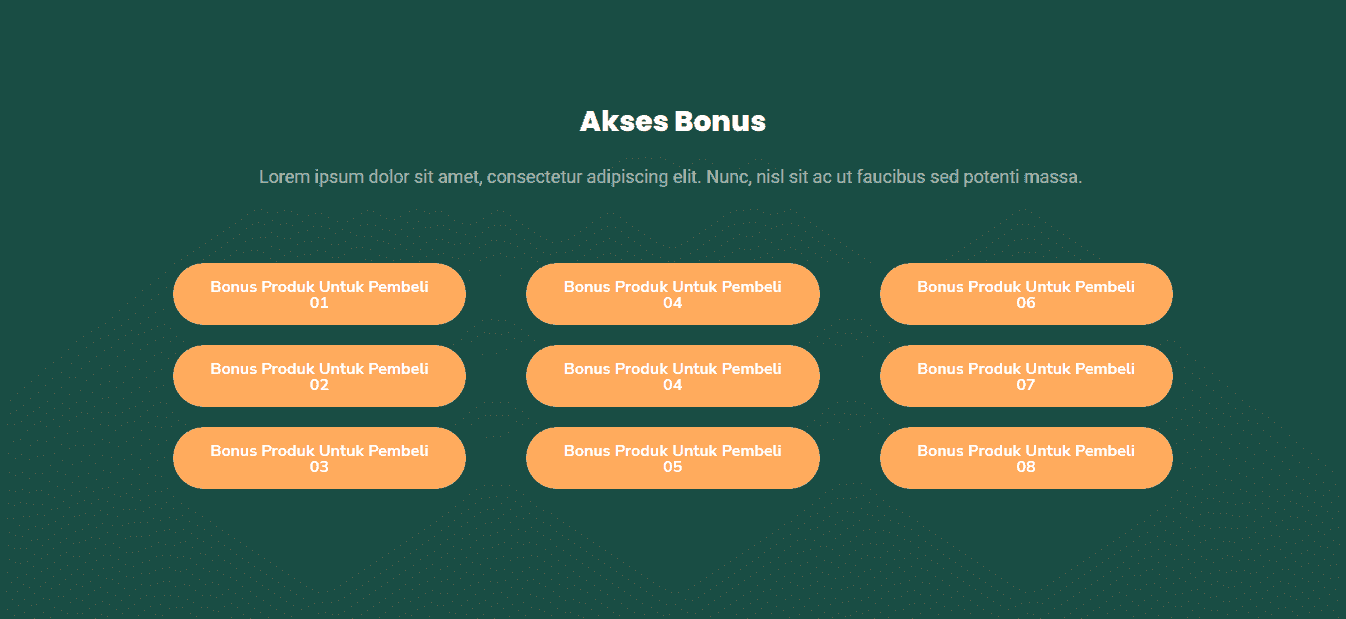 Akses Bonus
Lorem ipsum dolor sit amet, consectetur adipiscing elit. Nunc, nisl sit ac ut faucibus sed potenti massa.
Bonus Produk Untuk Pembeli
01
Bonus Produk Untuk Pembeli
04
Bonus Produk Untuk Pembeli
06
Bonus Produk Untuk Pembeli
02
Bonus Produk Untuk Pembeli
04
Bonus Produk Untuk Pembeli
07
Bonus Produk Untuk Pembeli
03
Bonus Produk Untuk Pembeli
05
Bonus Produk Untuk Pembeli
08